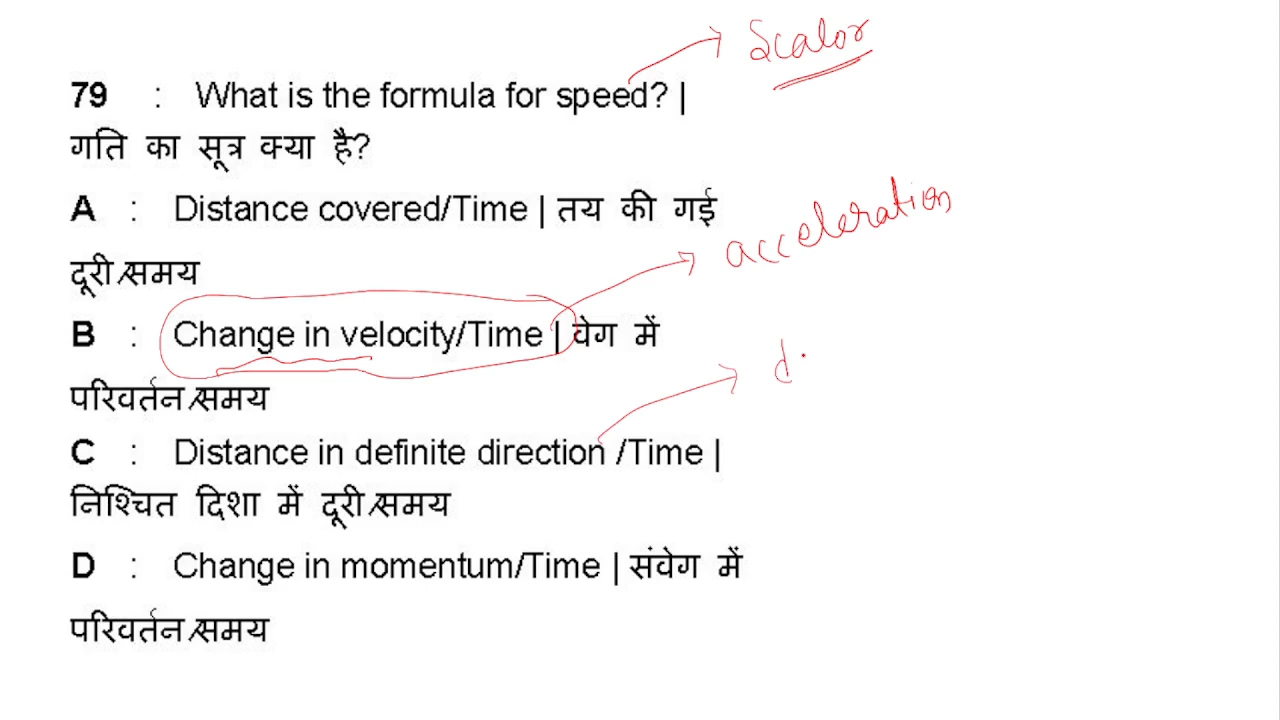 Scalor
79 : What is the formula for speed? |
गति का सूत्र क्या है?
A : Distance covered/Time | तय की गई
दूरी/समय
acceleration
B : Change in velocity/Time | वेग में
परिवर्तन/समय
d
C : Distance in definite direction /Time |
निश्चित दिशा में दूरी/समय
D : Change in momentum/Time | संवेग में
परिवर्तन/समय